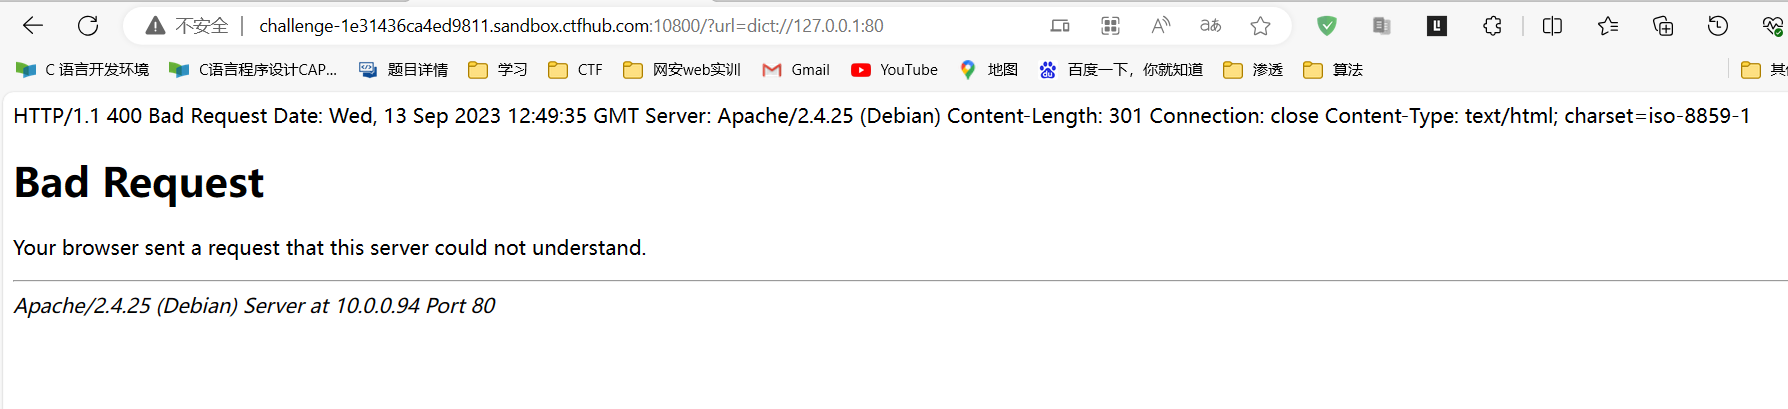 不安全 challenge-1e31436ca4ed9811.sandbox.ctfhub.com:10800/?url=dict://127.0.0.1:80
C 语言开发环境 C语言程序设计CAP... 题目详情 学习 CTF 网安web实训 Gmail YouTube 地图 百度一下，你就知道 渗透 算法
HTTP/1.1 400 Bad Request Date: Wed, 13 Sep 2023 12:49:35 GMT Server: Apache/2.4.25 (Debian) Content-Length: 301 Connection: close Content-Type: text/html; charset=iso-8859-1
Bad Request
Your browser sent a request that this server could not understand.
Apache/2.4.25 (Debian) Server at 10.0.0.94 Port 80